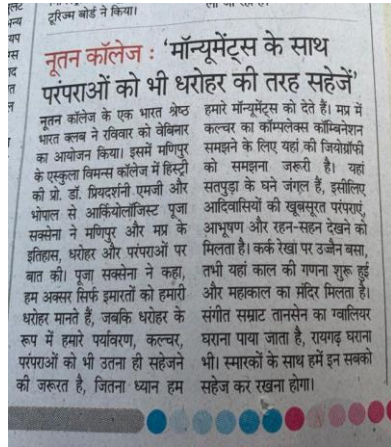 टूरिज्म बोर्ड ने किया।
नूतन कॉलेज : 'मॉन्यूमेंट्स के साथ
परंपराओं को भी धरोहर की तरह सहेजें'
नूतन कॉलेज के एक भारत श्रेष्ठ
भारत क्लब ने रविवार को वेबिनार
का आयोजन किया। इसमें मणिपुर
के एस्कुला विमन्स कॉलेज में हिस्ट्री
की प्रो. डॉ. प्रियदर्शनी एमजी और
भोपाल से आर्कियोलॉजिस्ट पूजा
सक्सेना ने मणिपुर और मप्र के
इतिहास, धरोहर और परंपराओं पर
बात की। पूजा सक्सेना ने कहा,
हम अक्सर सिर्फ इमारतों को हमारी
धरोहर मानते हैं, जबकि धरोहर के
रूप में हमारे पर्यावरण, कल्चर,
परंपराओं को भी उतना ही सहेजने
की जरूरत है, जितना ध्यान हम
हमारे मॉन्यूमेंट्स को देते हैं। मप्र में
कल्चर का कॉम्पलेक्स कॉम्बिनेशन
समझने के लिए यहां की जियोग्रॉफी
को समझना जरूरी है। यहां
सतपुड़ा के घने जंगल हैं, इसीलिए
आदिवासियों की खूबसूरत परंपराएं,
आभूषण और रहन-सहन देखने को
मिलता है। कर्क रेखा पर उज्जैन बसा,
तभी यहां काल की गणना शुरू हुई
और महाकाल का मंदिर मिलता है।
संगीत सम्राट तानसेन का ग्वालियर
घराना पाया जाता है, रायगढ़ घराना
भी। स्मारकों के साथ हमें इन सबको
सहेज कर रखना होगा।